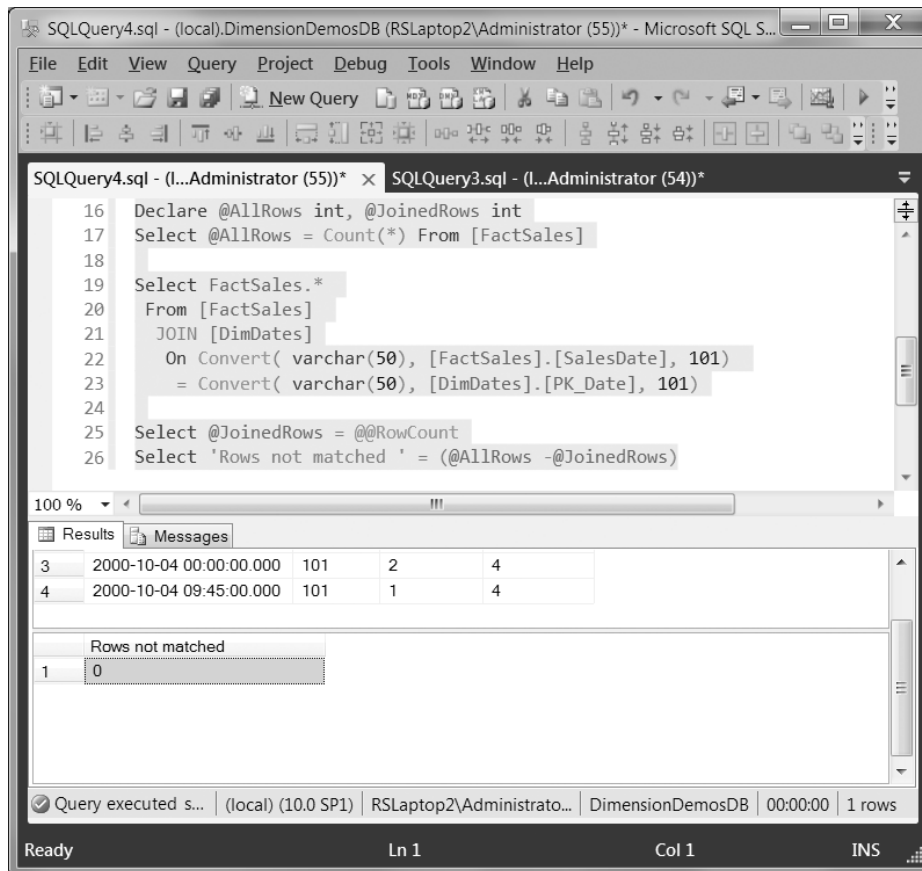 SQLQuery4.sql - (local).DimensionDemosDB (RSLaptop2\Administrator (55))* - Microsoft SQL S...
File Edit View Query Project Debug Tools Window Help
New Query
SQLQuery4.sql - (l...Administrator (55))* × SQLQuery3.sql - (l...Administrator (54))*
16 Declare @AllRows int, @JoinedRows int
17 Select @AllRows = Count(*) From [FactSales]
18
19 Select FactSales.*
20 From [FactSales]
21 JOIN [DimDates]
22 On Convert( varchar(50), [FactSales].[SalesDate], 101)
23 = Convert( varchar(50), [DimDates].[PK_Date], 101)
24
25 Select @JoinedRows = @@RowCount
26 Select 'Rows not matched ' = (@AllRows -@JoinedRows)
100 %
Results Messages
3 2000-10-04 00:00:00.000 101 2 4
4 2000-10-04 09:45:00.000 101 1 4
Rows not matched
1 0
Query executed s... (local) (10.0 SP1) RSLaptop2\Administrato... DimensionDemosDB 00:00:00 1 rows
Ready Ln 1 Col 1 INS